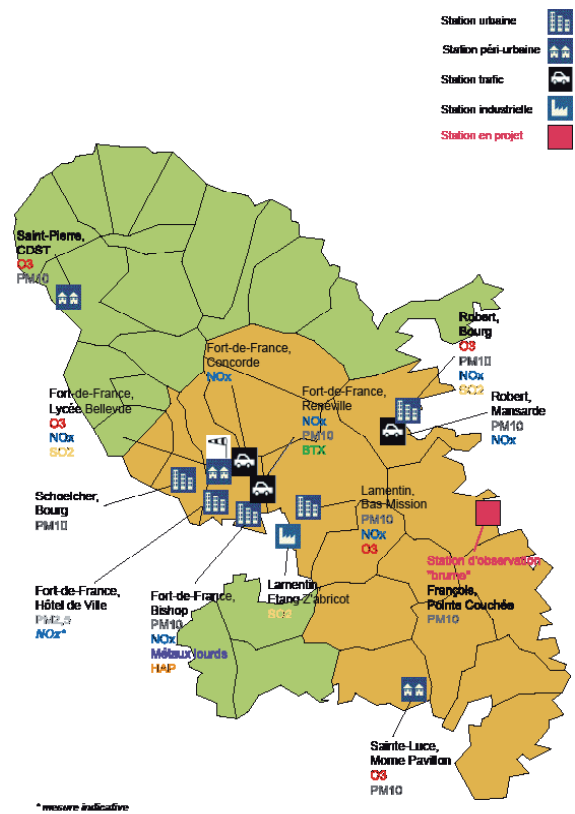 Station urbaine
Station péri-urbaine
Station trafic
Station industrielle
Station en projet
Saint-Pierre,
CDST
O3
PM10
Robert,
Bourg
O3
PM10
NOx
SO2
Fort-de-France,
Concorde
NOx
Fort-de-France,
Lycée Bellevue
O3
NOx
SO2
Fort-de-France,
Renéville
NOx
PM10
BTX
Robert,
Mansarde
PM10
NOx
Schoelcher,
Bourg
PM10
Lamentin,
Bas Mission
PM10
NOx
O3
Station d'observation
"brume"
François,
Pointe Couchée
PM10
Fort-de-France,
Hôtel de Ville
PM2,5
NOx*
Fort-de-France,
Bishop
PM10
NOx
Métaux lourds
HAP
Lamentin,
Etang Z'abricot
SO2
Sainte-Luce,
Morne Pavillon
O3
PM10
* mesure indicative